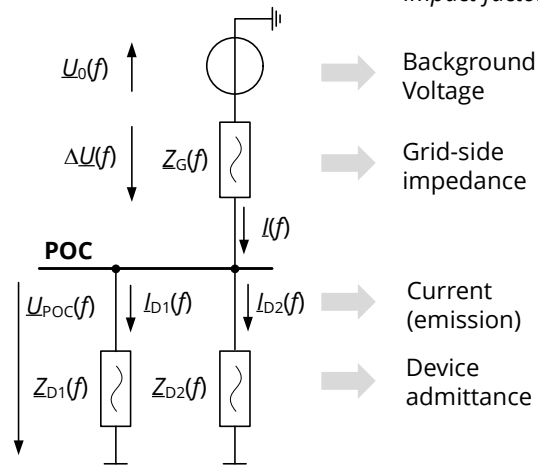 Impact factor
U0(f)
Background
Voltage
ΔU(f)
ZG(f)
Grid-side
impedance
I(f)
POC
UPOC(f)
ID1(f)
ID2(f)
Current
(emission)
ZD1(f)
ZD2(f)
Device
admittance